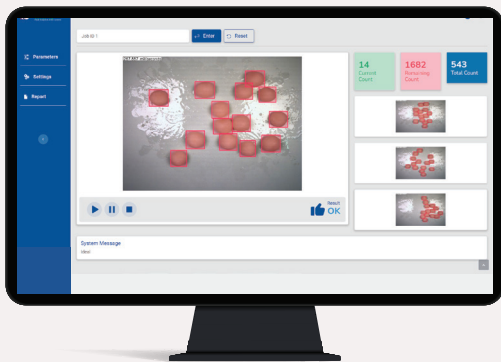 Job ID 1
Enter
Reset
Parameters
Settings
Report
14
Current
Count
1682
Remaining
Count
543
Total Count
Result
OK
System Message
clear